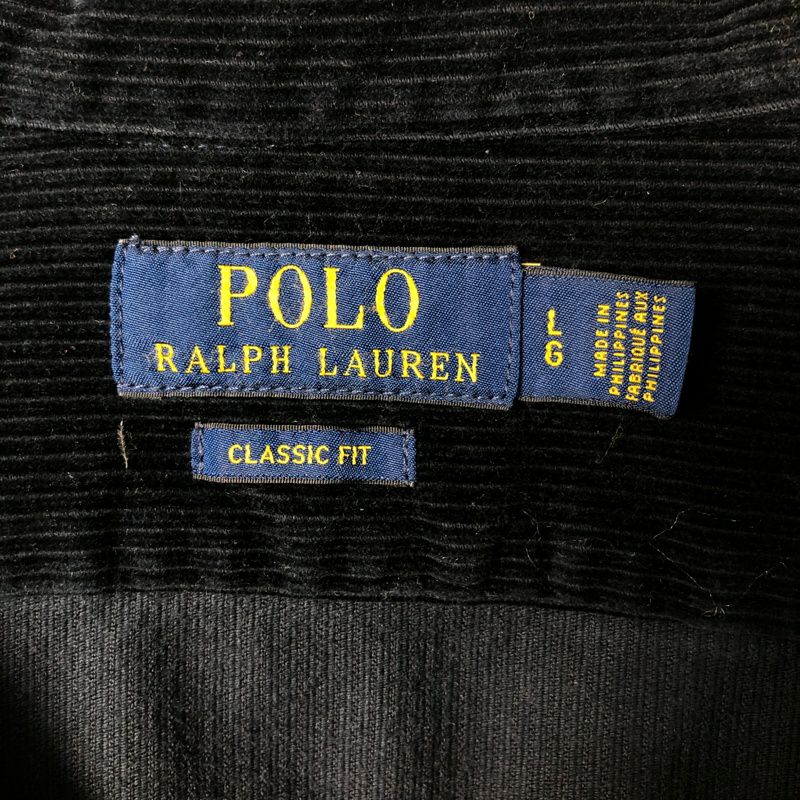 POLO
RALPH LAUREN
L
G
MADE IN
PHILIPPINES
FABRIQUÉ AUX
PHILIPPINES
CLASSIC FIT